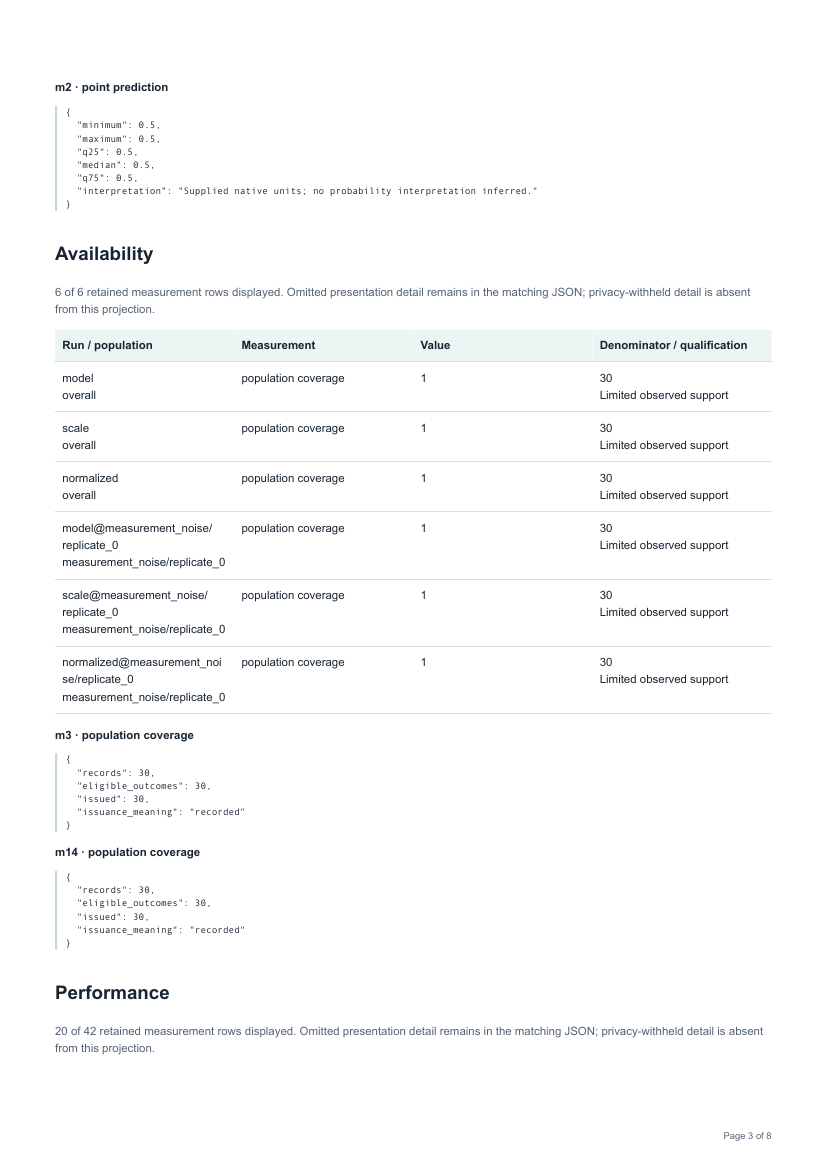 m2 · point prediction
{
"minimum": 0.5,
"maximum": 0.5,
"q25": 0.5,
"median": 0.5,
"q75": 0.5,
"interpretation": "Supplied native units; no probability interpretation inferred."
}
Availability
6 of 6 retained measurement rows displayed. Omitted presentation detail remains in the matching JSON; privacy-withheld detail is absent
from this projection.
Run / population Measurement Value Denominator / qualification
model population coverage 1 30
overall Limited observed support
scale population coverage 1 30
overall Limited observed support
normalized population coverage 1 30
overall Limited observed support
model@measurement_noise/ population coverage 1 30
replicate_0 Limited observed support
measurement_noise/replicate_0
scale@measurement_noise/ population coverage 1 30
replicate_0 Limited observed support
measurement_noise/replicate_0
normalized@measurement_noi population coverage 1 30
se/replicate_0 Limited observed support
measurement_noise/replicate_0
m3 · population coverage
{
"records": 30,
"eligible_outcomes": 30,
"issued": 30,
"issuance_meaning": "recorded"
}
m14 · population coverage
{
"records": 30,
"eligible_outcomes": 30,
"issued": 30,
"issuance_meaning": "recorded"
}
Performance
20 of 42 retained measurement rows displayed. Omitted presentation detail remains in the matching JSON; privacy-withheld detail is absent
from this projection.
Page 3 of 8